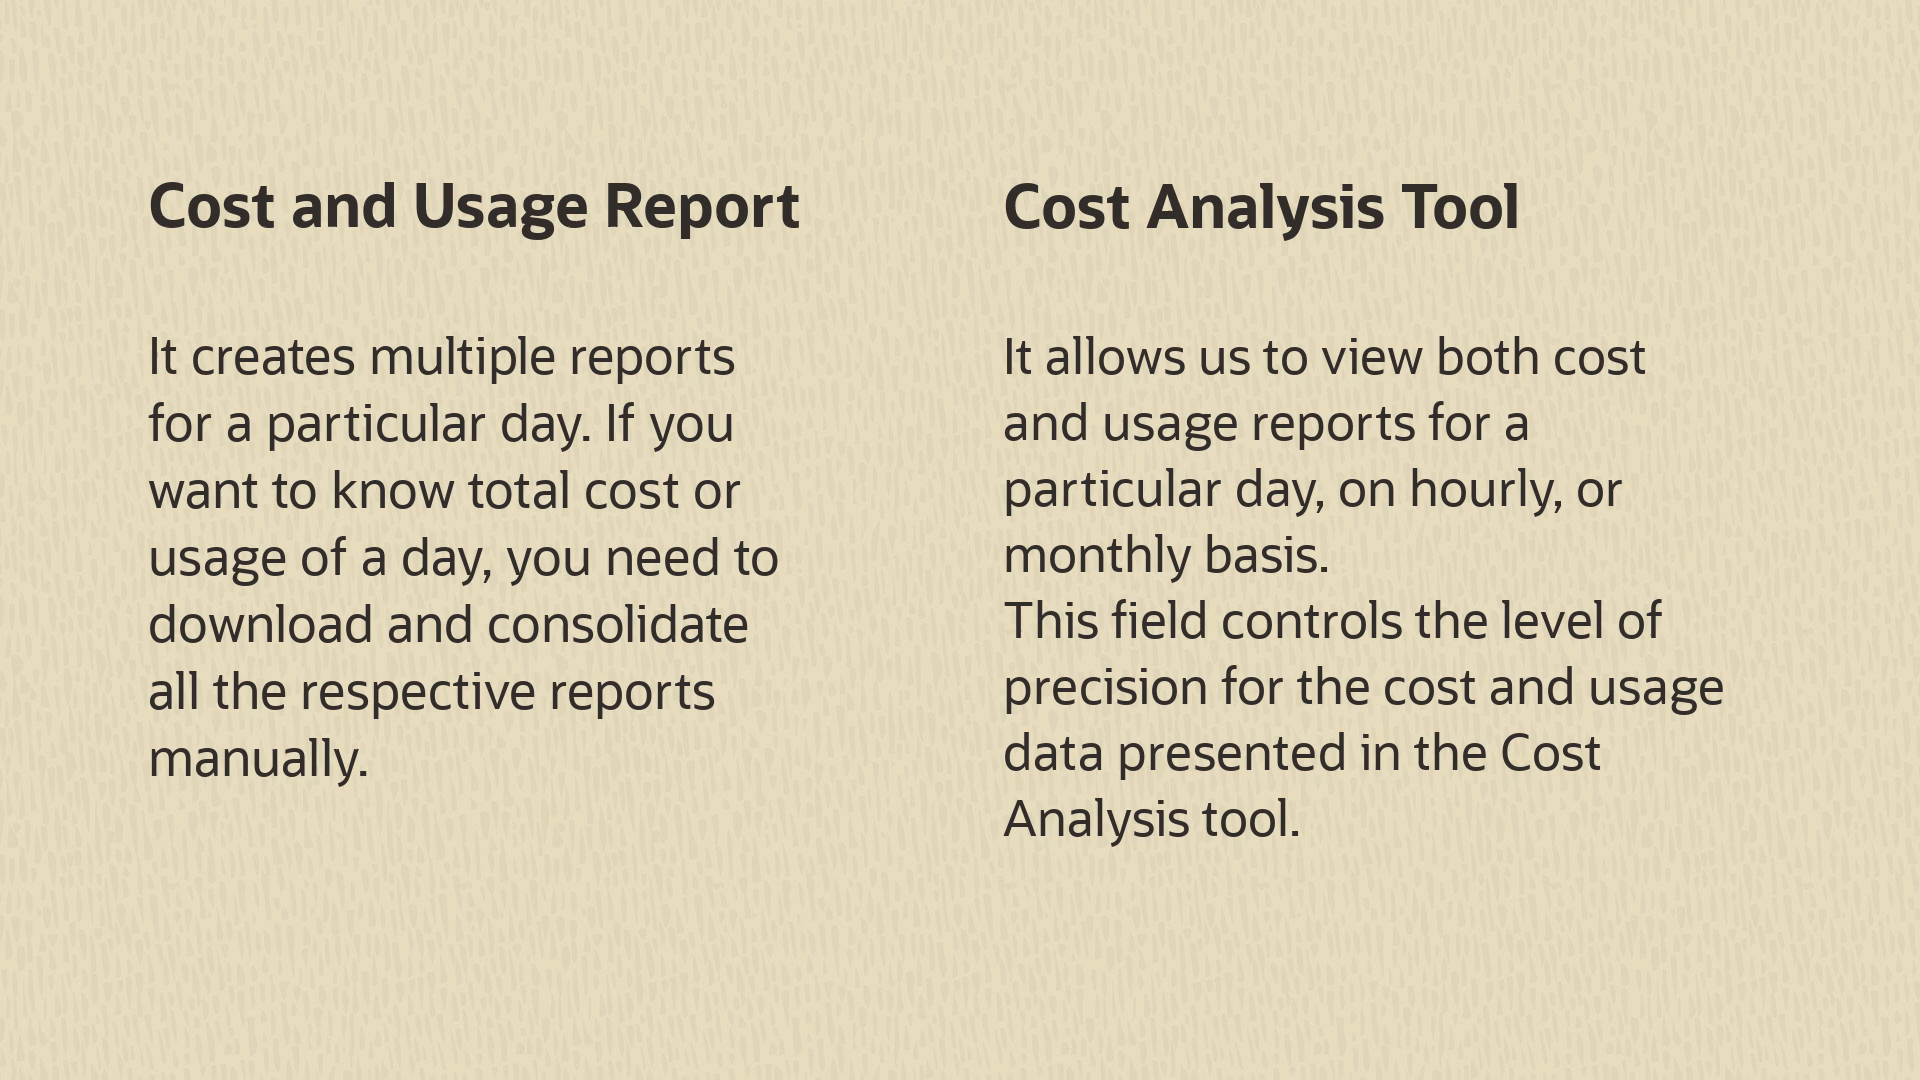 Cost and Usage Report
It creates multiple reports
for a particular day. If you
want to know total cost or
usage of a day, you need to
download and consolidate
all the respective reports
manually.
Cost Analysis Tool
It allows us to view both cost
and usage reports for a
particular day, on hourly, or
monthly basis.
This field controls the level of
precision for the cost and usage
data presented in the Cost
Analysis tool.